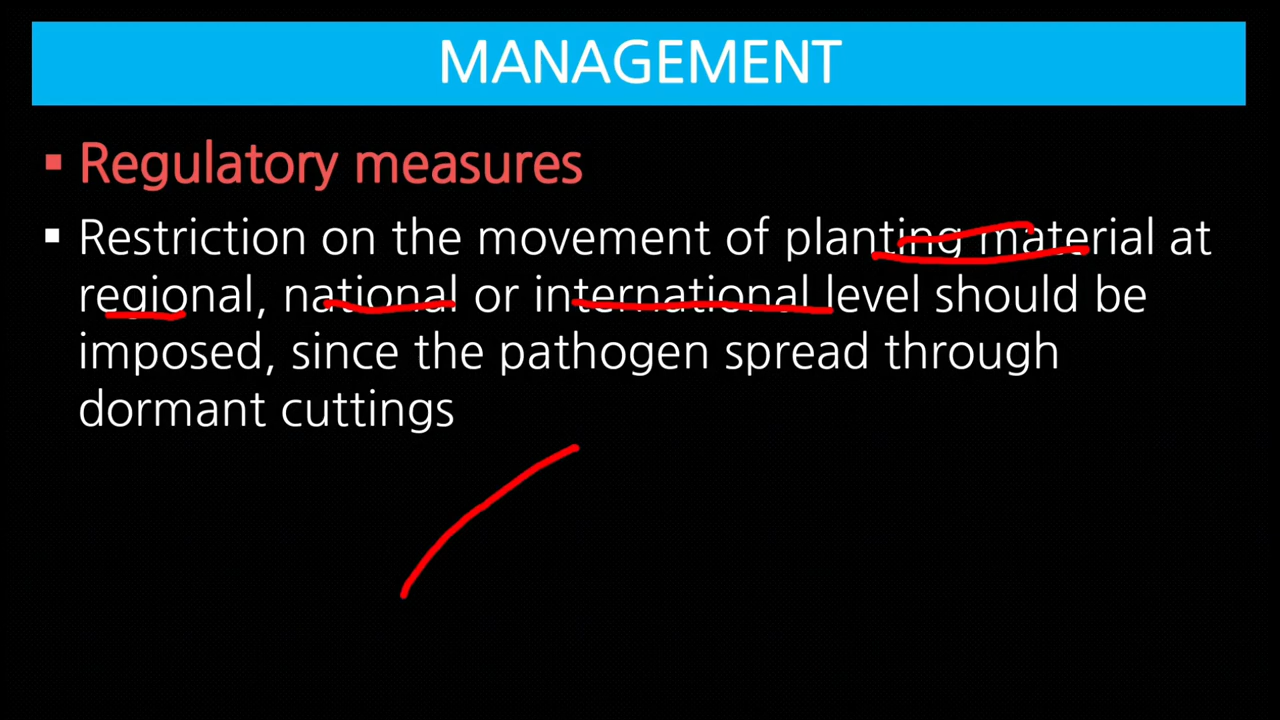 MANAGEMENT
▪ Regulatory measures
▪ Restriction on the movement of planting material at
regional, national or international level should be
imposed, since the pathogen spread through
dormant cuttings